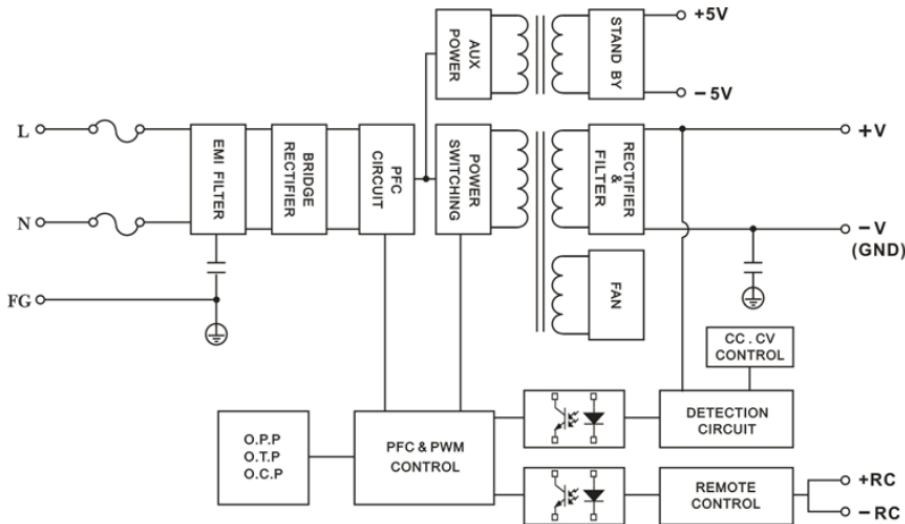 AUX
POWER
STAND BY
+5V
−5V
L
N
FG
EMI FILTER
BRIDGE
RECTIFIER
PFC
CIRCUIT
POWER
SWITCHING
RECTIFIER
&
FILTER
+V
−V
(GND)
FAN
CC . CV
CONTROL
O.P.P
O.T.P
O.C.P
PFC & PWM
CONTROL
DETECTION
CIRCUIT
REMOTE
CONTROL
+RC
−RC